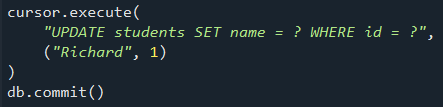 cursor.execute(
    "UPDATE students SET name = ? WHERE id = ?",
    ("Richard", 1)
)
db.commit()